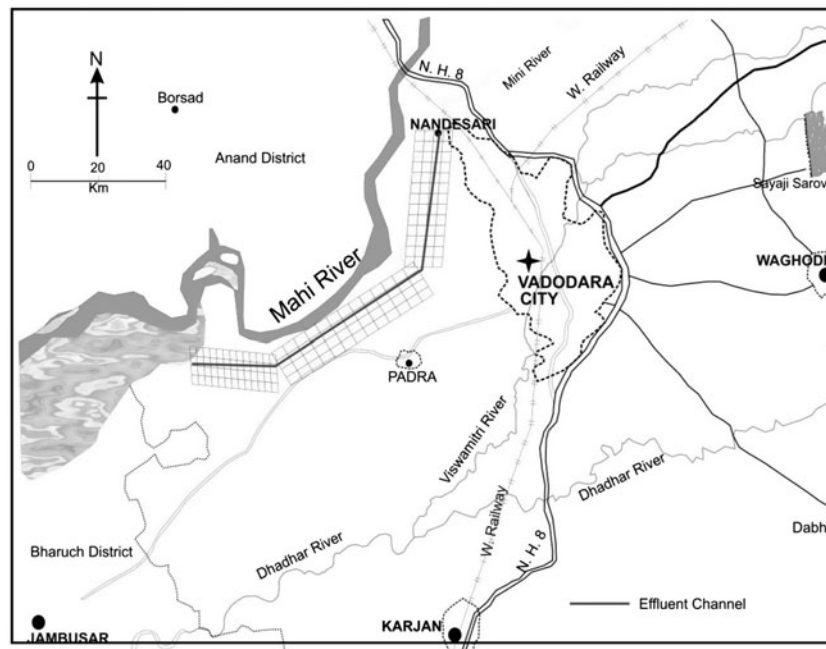 N
N. H. 8
Mini River
W. Railway
Borsad
NANDESARI
Anand District
0 20 40
Km
Sayaji Sarov
Mahi River
VADODARA
CITY
WAGHODI
PADRA
Viswamitri River
Dhadhar River
W. Railway
Dabh
Bharuch District
Dhadhar River
N. H. 8
Effluent Channel
JAMBUSAR
KARJAN